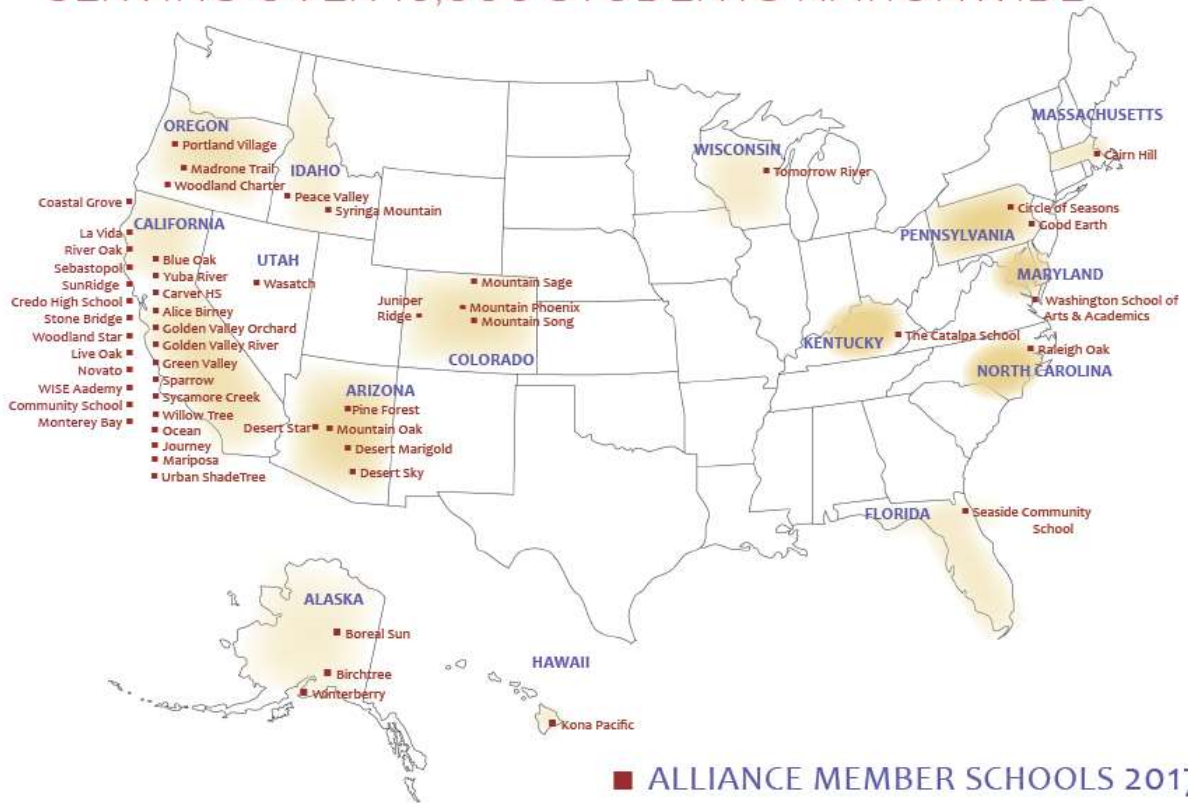 OREGON
Portland Village
Madrone Trail
Woodland Charter
IDAHO
Peace Valley
Syringa Mountain
WISCONSIN
Tomorrow River
MASSACHUSETTS
Cairn Hill
Coastal Grove
La Vida
River Oak
Sebastopol
SunRidge
Credo High School
Stone Bridge
Woodland Star
Live Oak
Novato
WISE Aademy
Community School
Monterey Bay
CALIFORNIA
Blue Oak
Yuba River
Carver HS
Alice Birney
Golden Valley Orchard
Golden Valley River
Green Valley
Sparrow
Sycamore Creek
Willow Tree
Ocean
Journey
Mariposa
Urban ShadeTree
UTAH
Wasatch
Juniper
Ridge
Mountain Sage
Mountain Phoenix
Mountain Song
COLORADO
ARIZONA
Pine Forest
Desert Star
Mountain Oak
Desert Marigold
Desert Sky
Circle of Seasons
Good Earth
PENNSYLVANIA
MARYLAND
Washington School of
Arts & Academics
KENTUCKY
The Catalpa School
Raleigh Oak
NORTH CAROLINA
FLORIDA
Seaside Community
School
ALASKA
Boreal Sun
Birchtree
Winterberry
HAWAII
Kona Pacific
ALLIANCE MEMBER SCHOOLS 2017